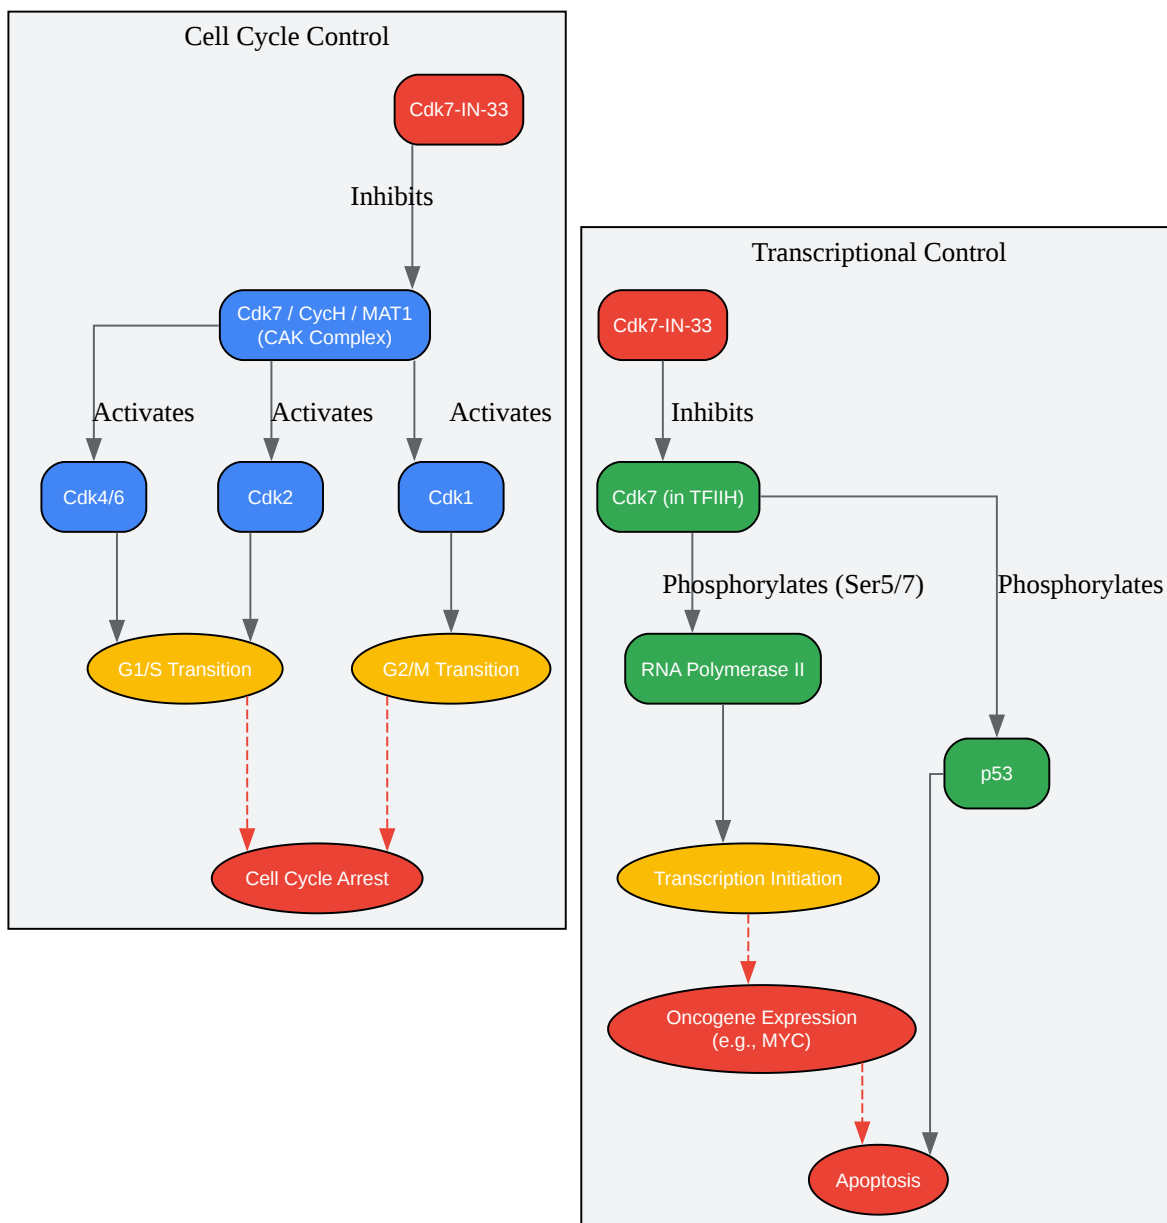 Cell Cycle Control
Cdk7-IN-33
Inhibits
Cdk7 / CycH / MAT1
(CAK Complex)
Activates
Activates
Activates
Cdk4/6
Cdk2
Cdk1
G1/S Transition
G2/M Transition
Cell Cycle Arrest
Transcriptional Control
Cdk7-IN-33
Inhibits
Cdk7 (in TFIIH)
Phosphorylates (Ser5/7)
Phosphorylates
RNA Polymerase II
p53
Transcription Initiation
Oncogene Expression
(e.g., MYC)
Apoptosis